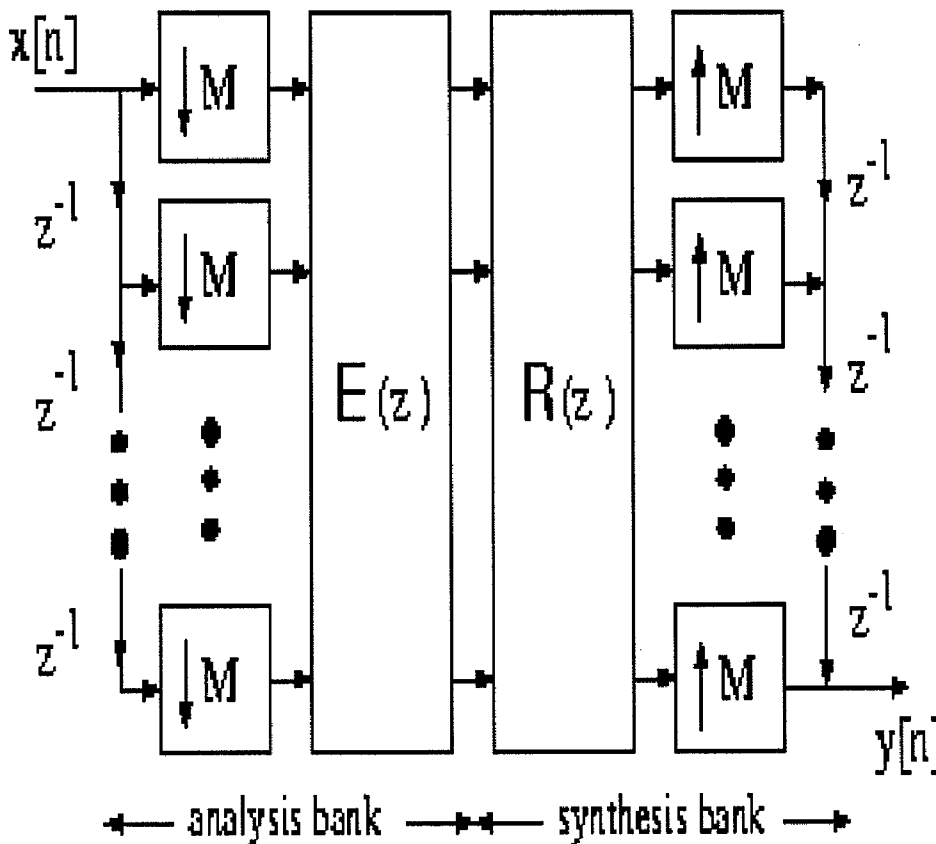 x[n]
↓ M
↑ M
z⁻¹
z⁻¹
↓ M
↑ M
z⁻¹
z⁻¹
E(z)
R(z)
z⁻¹
z⁻¹
↓ M
↑ M
y[n]
analysis bank
synthesis bank